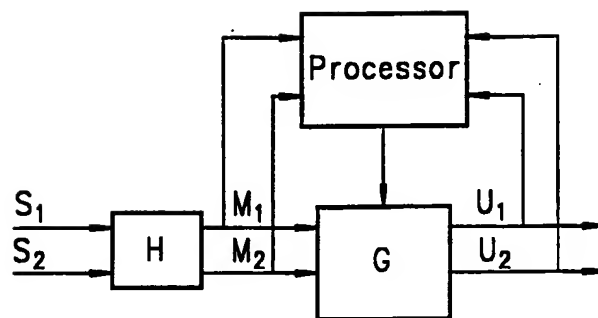 Processor
S₁ M₁ U₁
S₂ H M₂ G U₂